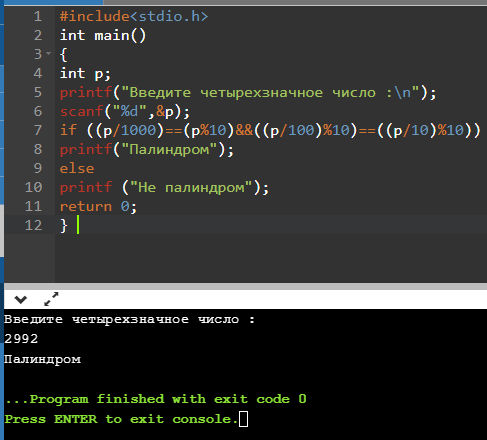 1 #include<stdio.h>
2 int main()
3 {
4 int p;
5 printf("Введите четырехзначное число :\n");
6 scanf("%d",&p);
7 if ((p/1000)==(p%10)&&((p/100)%10)==((p/10)%10))
8 printf("Палиндром");
9 else
10 printf ("Не палиндром");
11 return 0;
12 }
Введите четырехзначное число :
2992
Палиндром
...Program finished with exit code 0
Press ENTER to exit console.